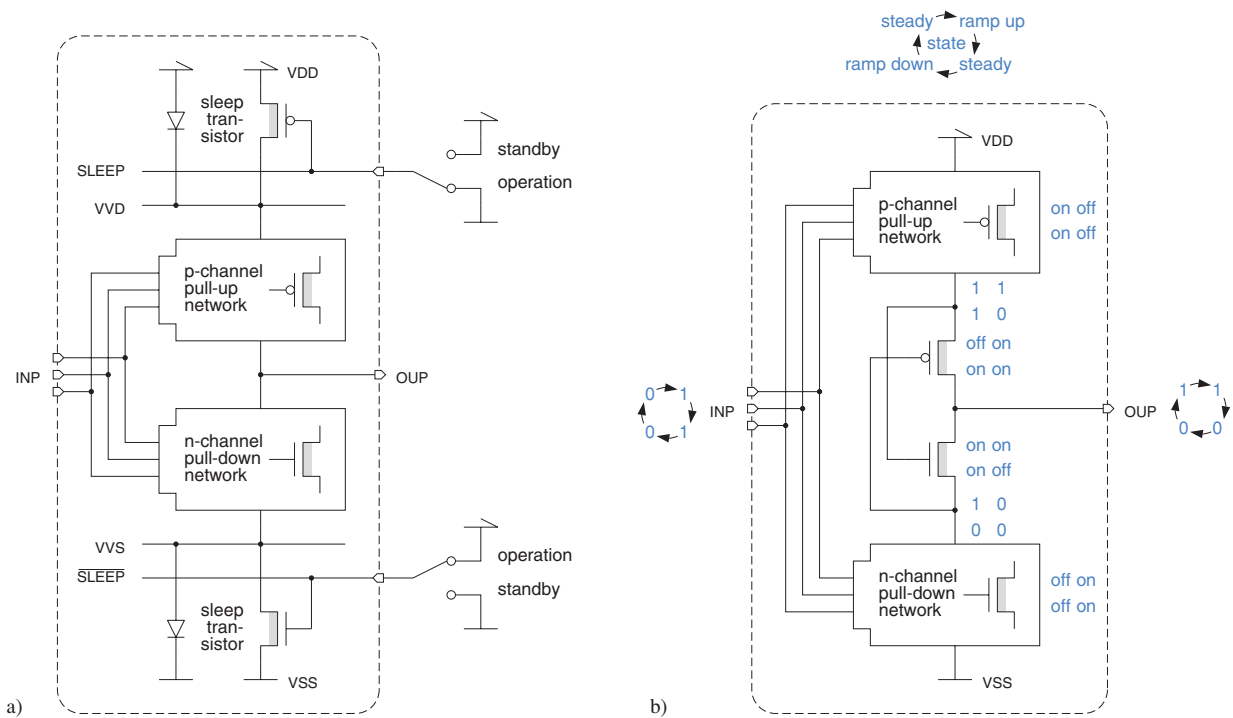 VDD
sleep
tran-
sistor
SLEEP
standby
operation
VVD
p-channel
pull-up
network
INP
OUP
n-channel
pull-down
network
VVS
SLEEP
operation
standby
sleep
tran-
sistor
VSS
a)
steady ramp up
state
ramp down steady
VDD
p-channel
pull-up
network
on off
on off
1 1
1 0
off on
on on
0 1
0 1
INP
OUP
1 1
0 0
on on
on off
1 0
0 0
n-channel
pull-down
network
off on
off on
VSS
b)